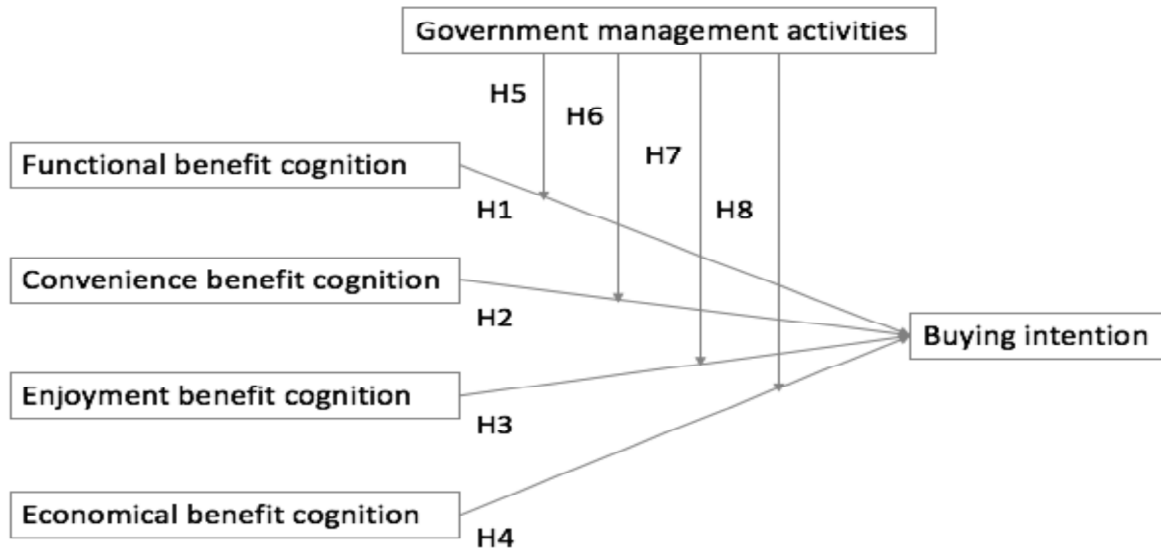 Government management activities
H5
H6
Functional benefit cognition
H7
H1
H8
Convenience benefit cognition
H2
Buying intention
Enjoyment benefit cognition
H3
Economical benefit cognition
H4